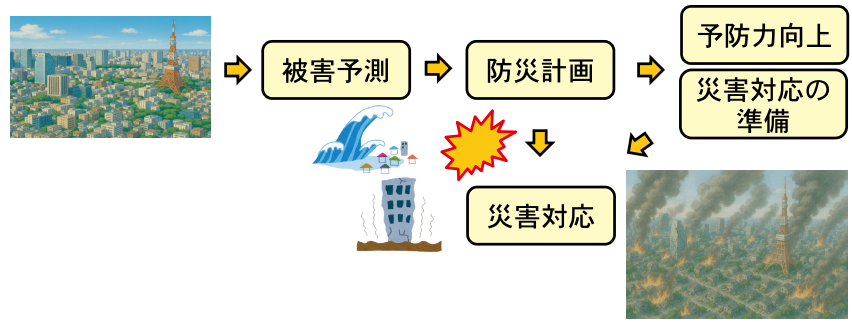 被害予測
防災計画
予防力向上
災害対応の
準備
災害対応